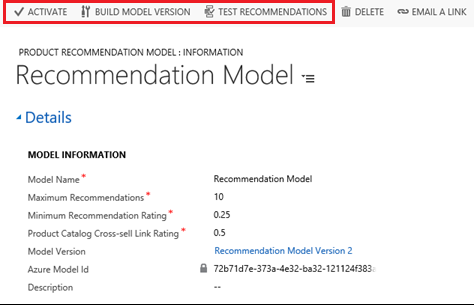 ACTIVATE BUILD MODEL VERSION TEST RECOMMENDATIONS DELETE EMAIL A LINK
PRODUCT RECOMMENDATION MODEL : INFORMATION
Recommendation Model
Details
MODEL INFORMATION
Model Name* Recommendation Model
Maximum Recommendations* 10
Minimum Recommendation Rating* 0.25
Product Catalog Cross-sell Link Rating* 0.5
Model Version Recommendation Model Version 2
Azure Model Id 72b71d7e-373a-4e32-ba32-121124f383
Description --